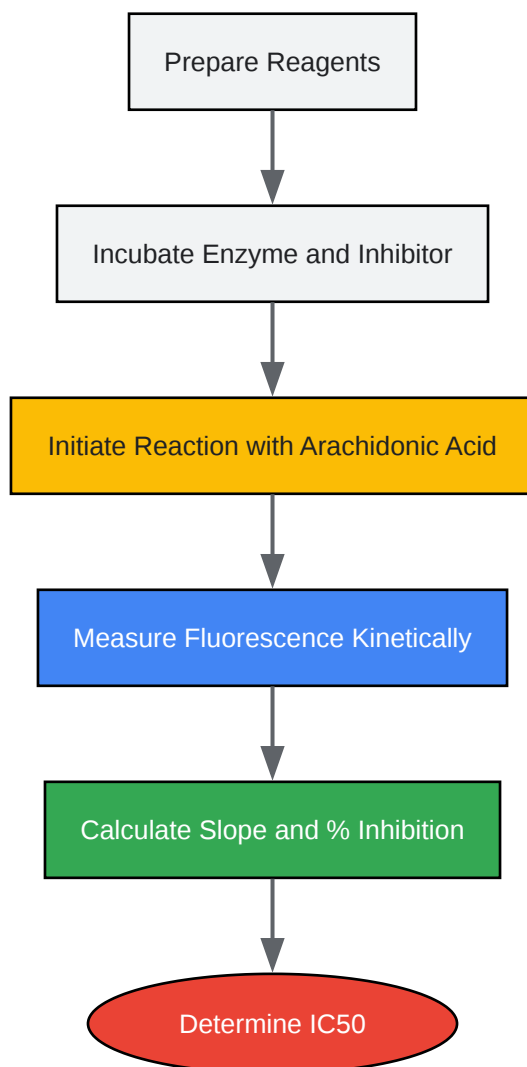 Prepare Reagents
Incubate Enzyme and Inhibitor
Initiate Reaction with Arachidonic Acid
Measure Fluorescence Kinetically
Calculate Slope and % Inhibition
Determine IC50